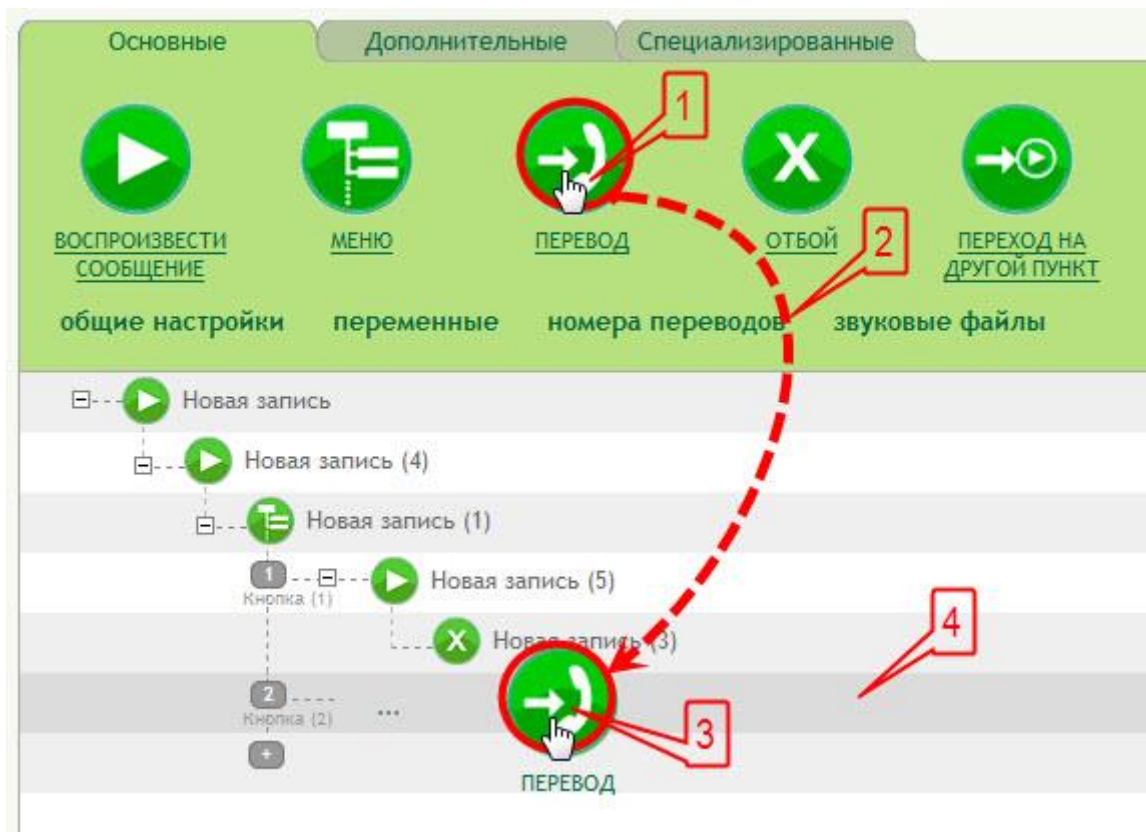 Основные Дополнительные Специализированные
1
ВОСПРОИЗВЕСТИ СООБЩЕНИЕ
МЕНЮ
ПЕРЕВОД
ОТБОЙ
2
ПЕРЕХОД НА ДРУГОЙ ПУНКТ
общие настройки переменные номера переводов звуковые файлы
Новая запись
Новая запись (4)
Новая запись (1)
1 Новая запись (5)
Кнопка (1)
Новая запись (3)
4
2 ...
Кнопка (2)
3
+
ПЕРЕВОД